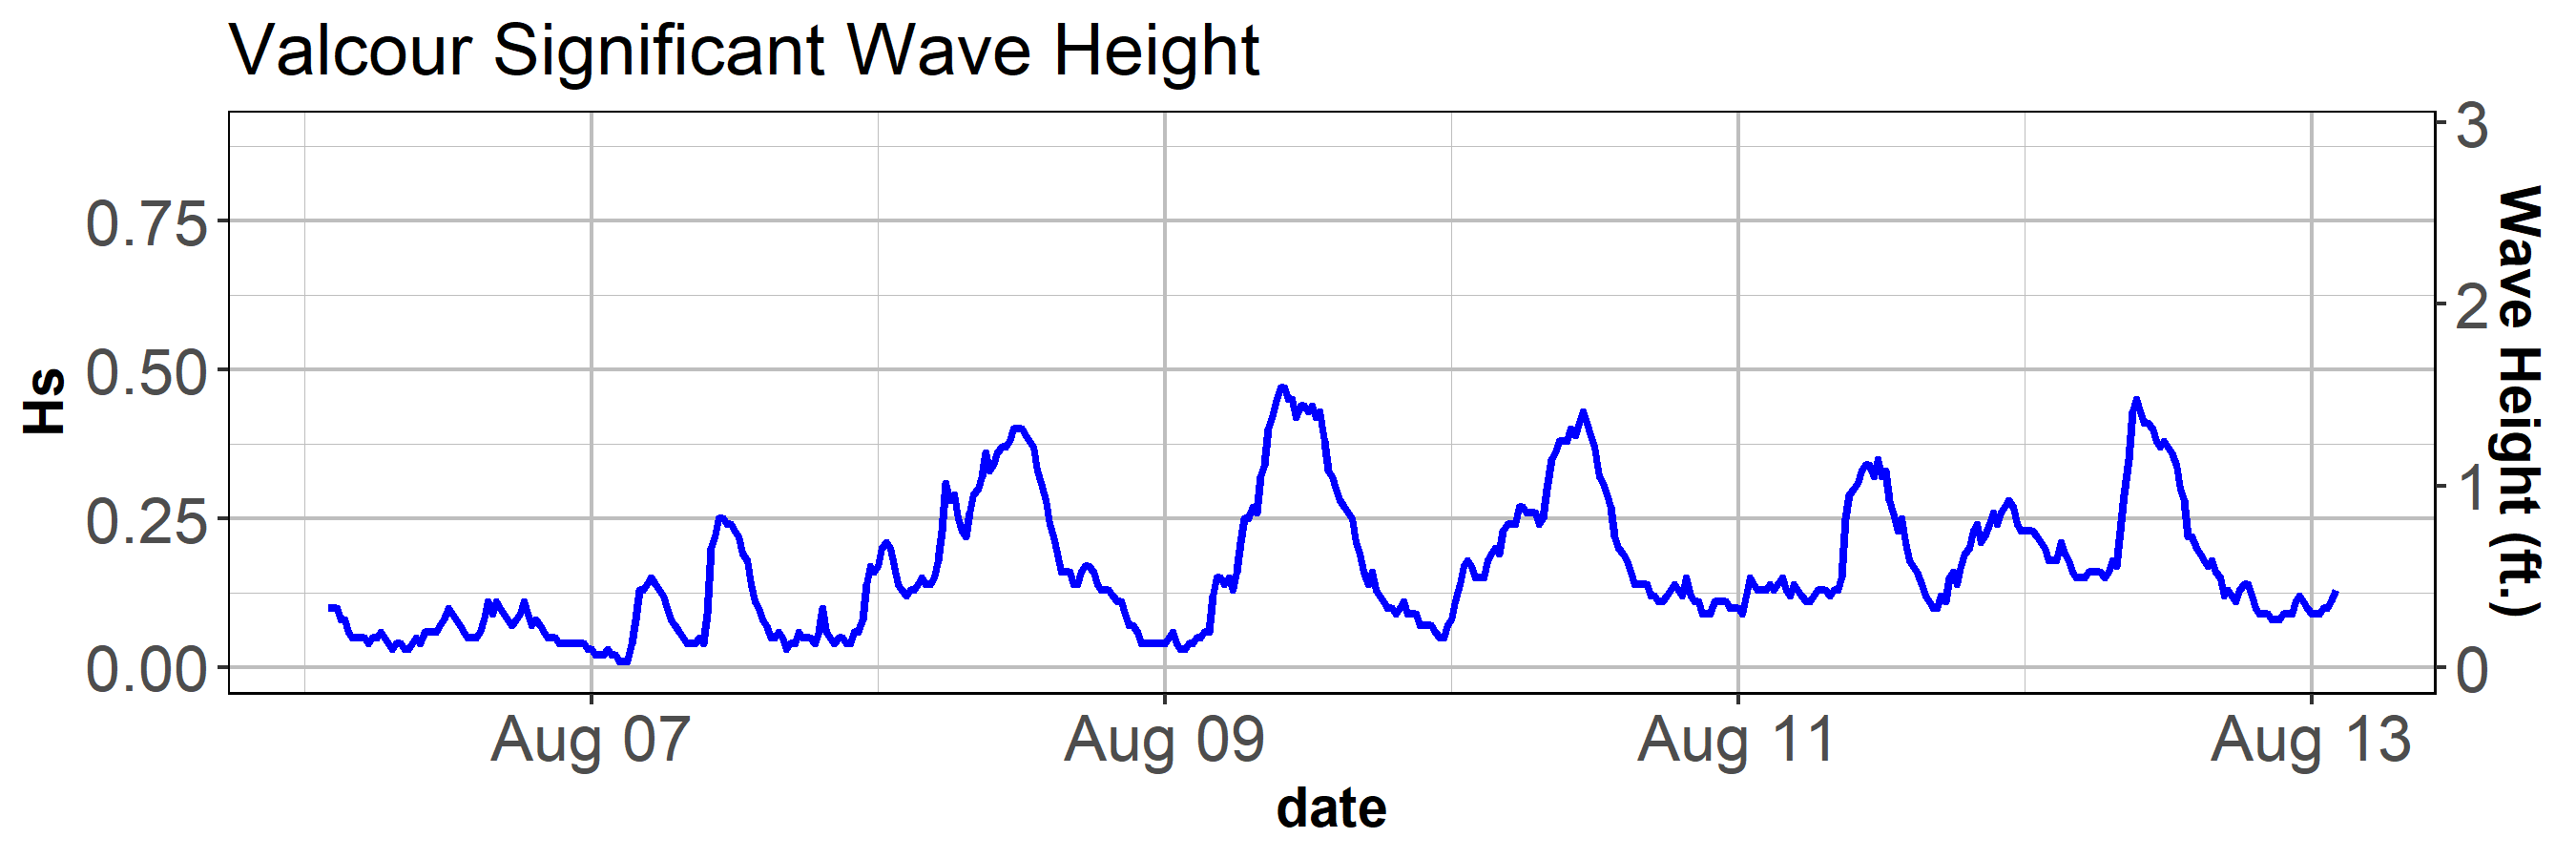 Valcour Significant Wave Height
Hs
0.75
0.50
0.25
0.00
3
2
1
0
Wave Height (ft.)
Aug 07
Aug 09
Aug 11
Aug 13
date